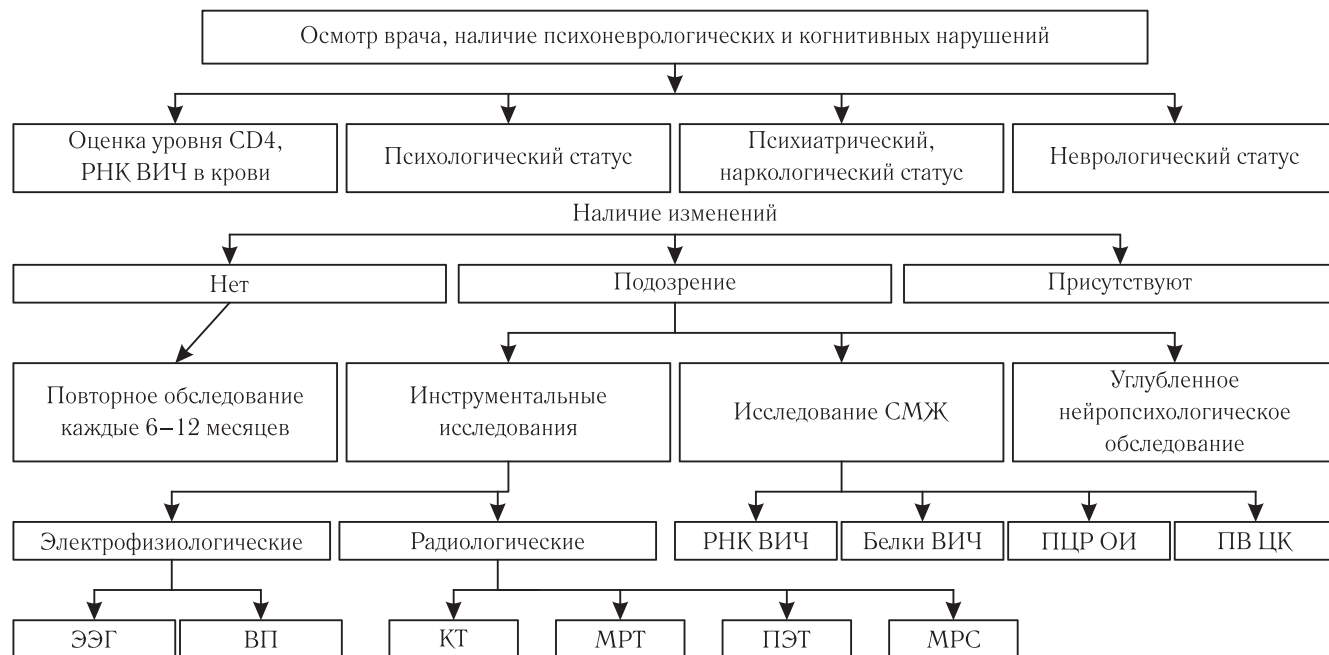 Осмотр врача, наличие психоневрологических и когнитивных нарушений
Оценка уровня CD4,
РНК ВИЧ в крови
Психологический статус
Психиатрический,
наркологический статус
Неврологический статус
Наличие изменений
Нет
Подозрение
Присутствуют
Повторное обследование
каждые 6–12 месяцев
Инструментальные
исследования
Исследование СМЖ
Углубленное
нейропсихологическое
обследование
Электрофизиологические
Радиологические
РНК ВИЧ
Белки ВИЧ
ПЦР ОИ
ПВ ЦК
ЭЭГ
ВП
КТ
МРТ
ПЭТ
МРС